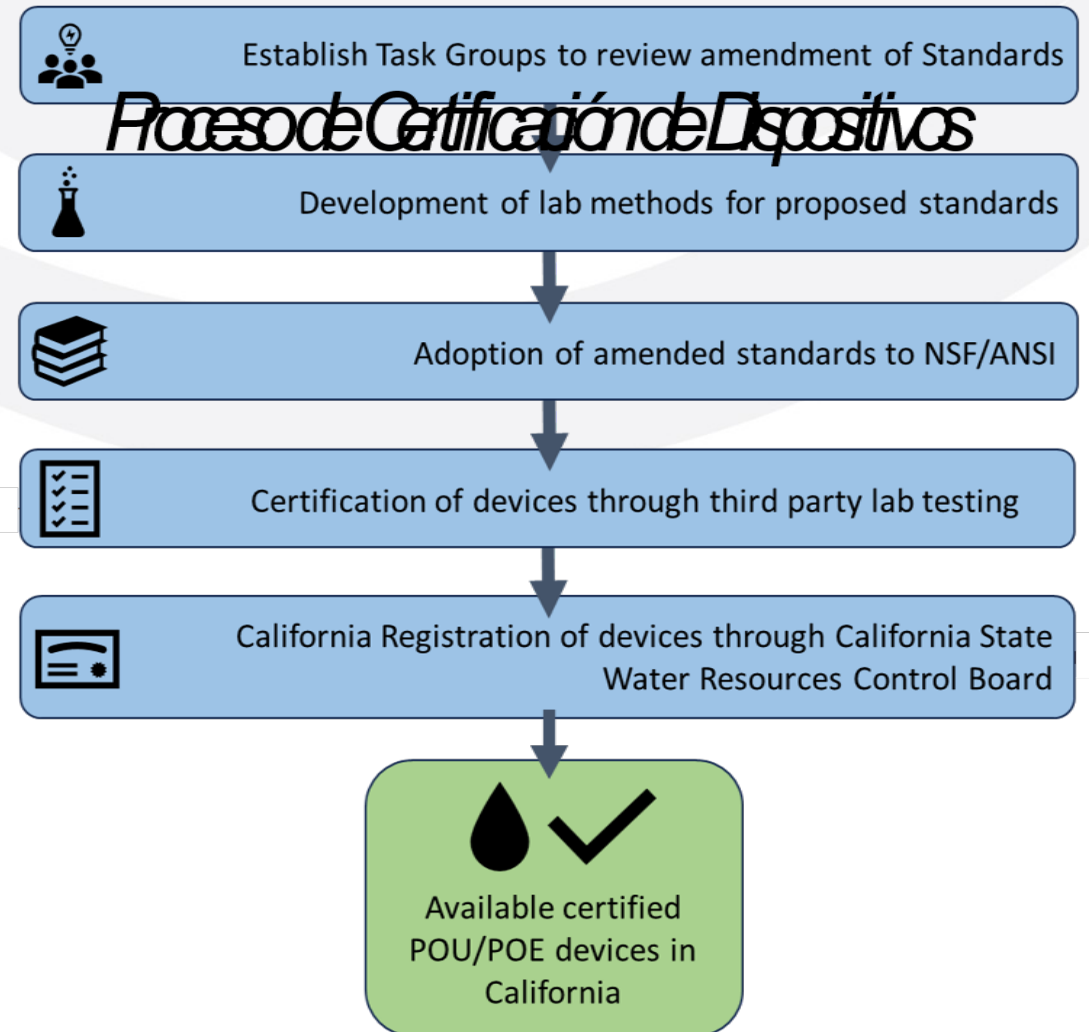 Establish Task Groups to review amendment of Standards
Proceso de Certificación de Dispositivos
Development of lab methods for proposed standards
Adoption of amended standards to NSF/ANSI
Certification of devices through third party lab testing
California Registration of devices through California State
Water Resources Control Board
Available certified
POU/POE devices in
California